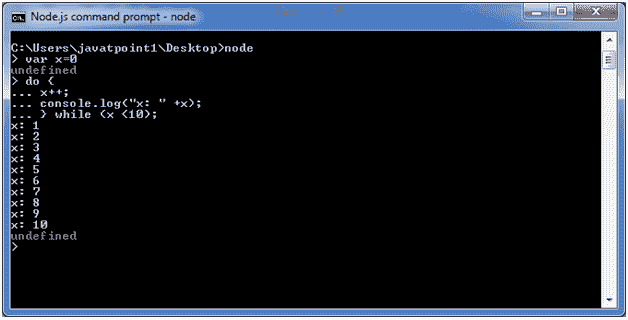 Node.js command prompt - node
C:\Users\javatpoint1\Desktop>node
> var x=0
undefined
> do {
... x++;
... console.log("x: " +x);
... } while (x <10);
x: 1
x: 2
x: 3
x: 4
x: 5
x: 6
x: 7
x: 8
x: 9
x: 10
undefined
>